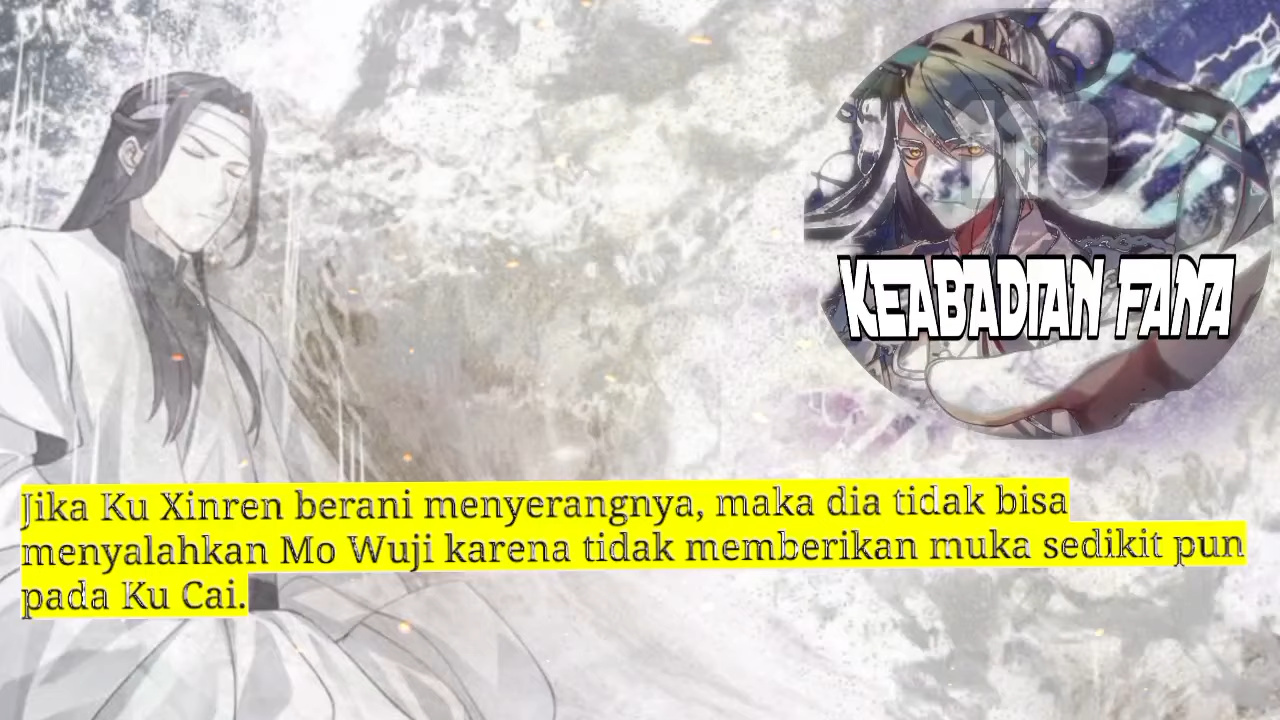 KEABADIAN FANA
Jika Ku Xinren berani menyerangnya, maka dia tidak bisa
menyalahkan Mo Wuji karena tidak memberikan muka sedikit pun
pada Ku Cai.